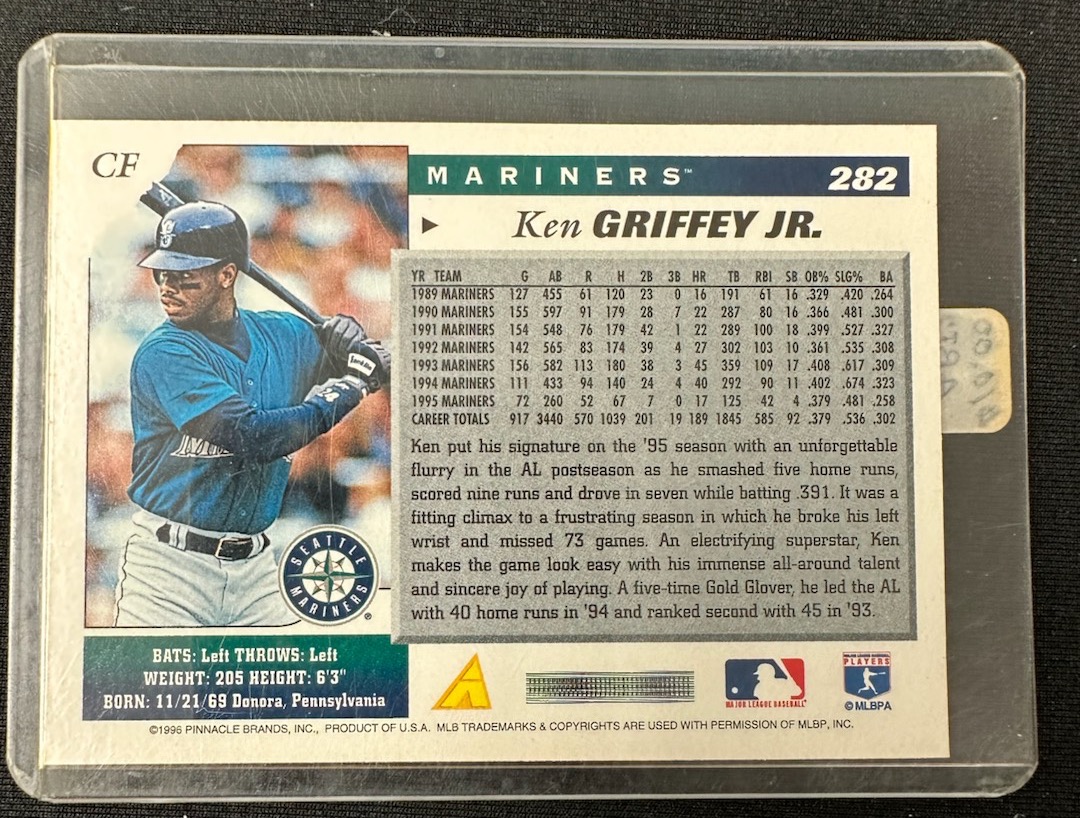 CF
MARINERS™ 282
▶ Ken GRIFFEY JR.
YR TEAM G AB R H 2B 3B HR TB RBI SB OB% SLG% BA
1989 MARINERS 127 455 61 120 23 0 16 191 61 16 .329 .420 .264
1990 MARINERS 155 597 91 179 28 7 22 287 80 16 .366 .481 .300
1991 MARINERS 154 548 76 179 42 1 22 289 100 18 .399 .527 .327
1992 MARINERS 142 565 83 174 39 4 27 302 103 10 .361 .535 .308
1993 MARINERS 156 582 113 180 38 3 45 359 109 17 .408 .617 .309
1994 MARINERS 111 433 94 140 24 4 40 292 90 11 .402 .674 .323
1995 MARINERS 72 260 52 67 7 0 17 125 42 4 .379 .481 .258
CAREER TOTALS 917 3440 570 1039 201 19 189 1845 585 92 .379 .536 .302
Ken put his signature on the '95 season with an unforgettable
flurry in the AL postseason as he smashed five home runs,
scored nine runs and drove in seven while batting .391. It was a
fitting climax to a frustrating season in which he broke his left
wrist and missed 73 games. An electrifying superstar, Ken
makes the game look easy with his immense all-around talent
and sincere joy of playing. A five-time Gold Glover, he led the AL
with 40 home runs in '94 and ranked second with 45 in '93.
SEATTLE
MARINERS
®
BATS: Left THROWS: Left
WEIGHT: 205 HEIGHT: 6'3"
BORN: 11/21/69 Donora, Pennsylvania
MAJOR LEAGUE BASEBALL
MAJOR LEAGUE BASEBALL
PLAYERS
© MLBPA
©1996 PINNACLE BRANDS, INC., PRODUCT OF U.S.A. MLB TRADEMARKS & COPYRIGHTS ARE USED WITH PERMISSION OF MLBP, INC.